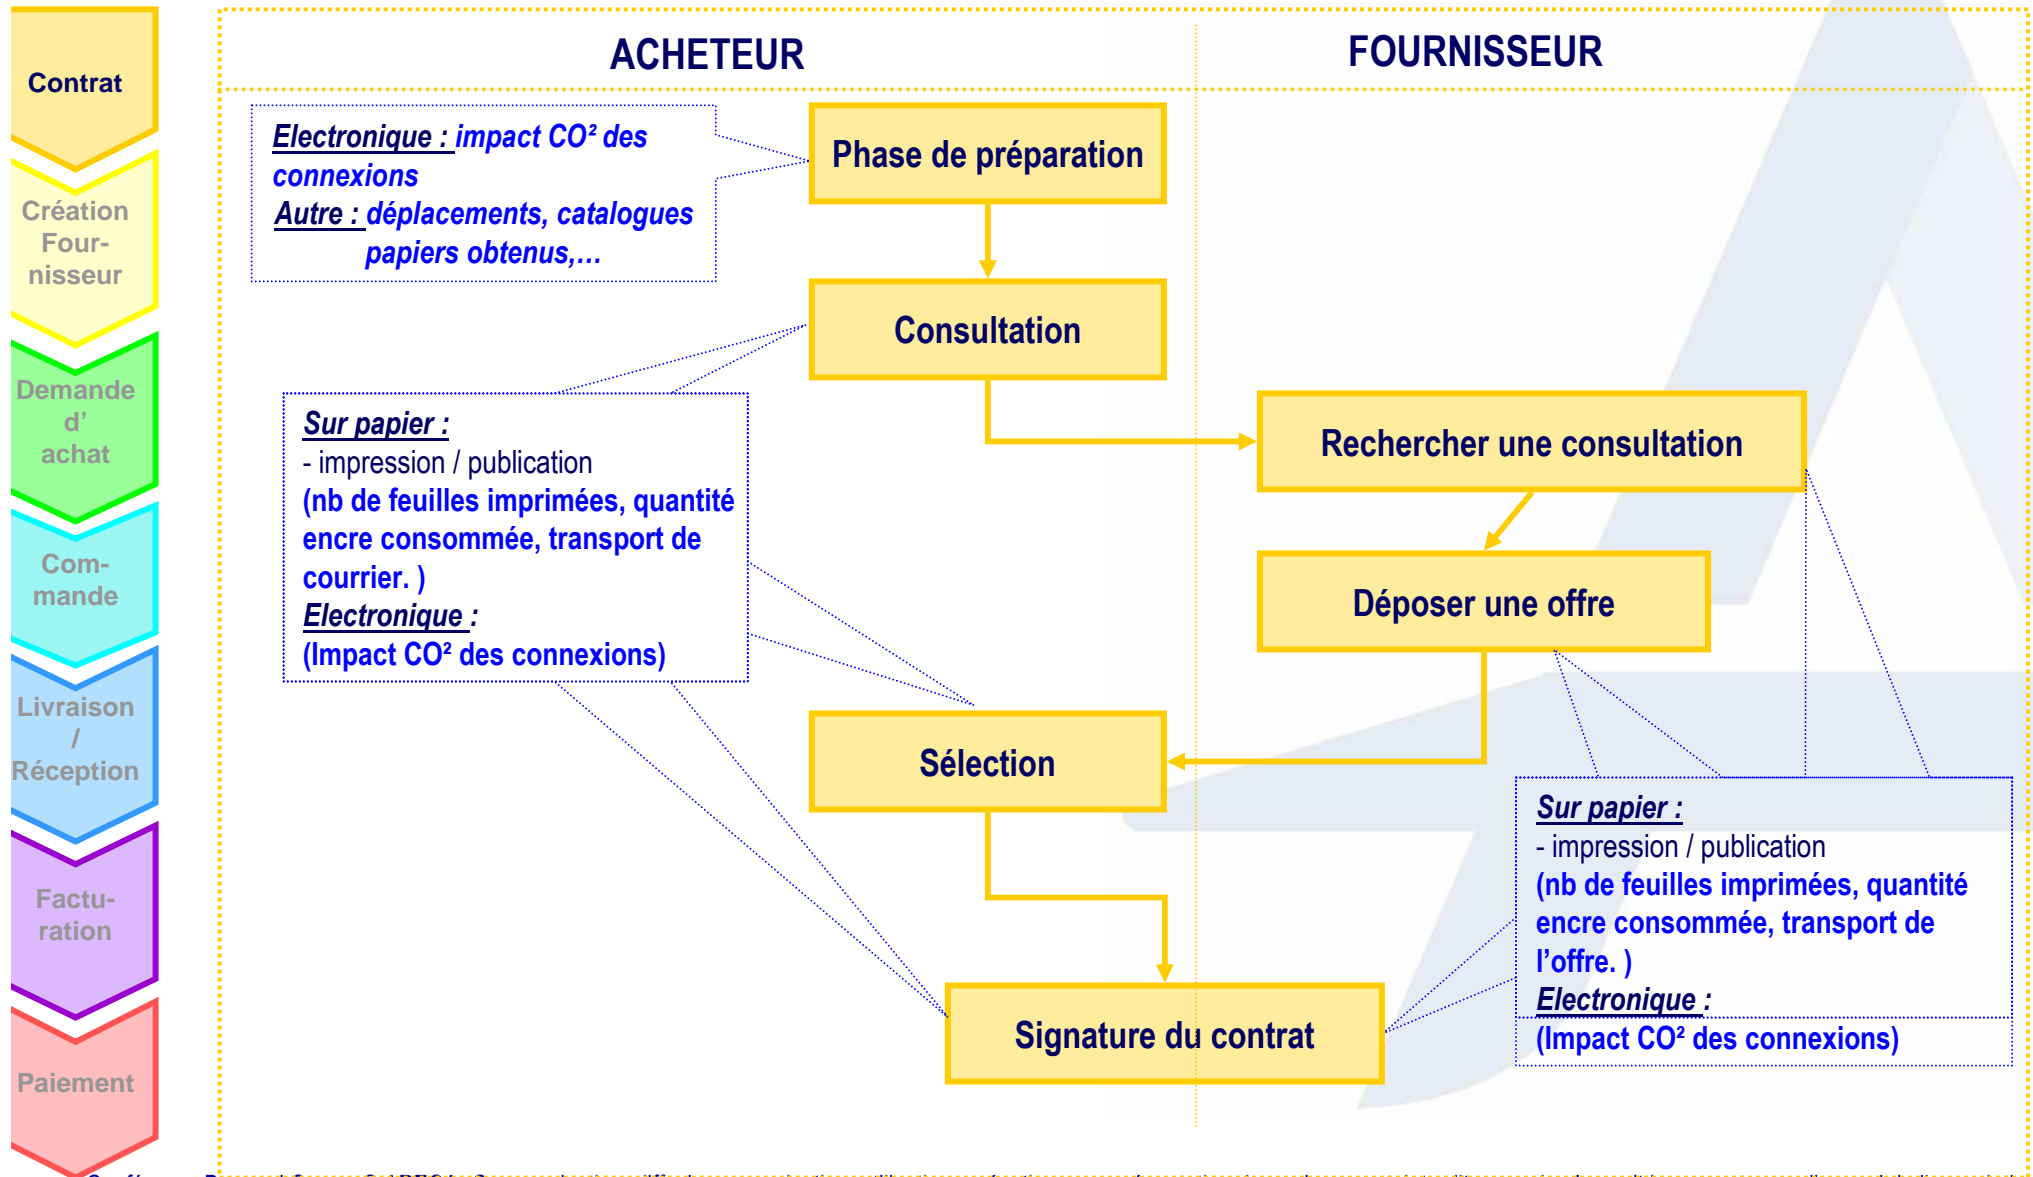 Contrat
Création
Four-
nisseur
Demande
d’
achat
Com-
mande
Livraison
/
Réception
Factu-
ration
Paiement
ACHETEUR
FOURNISSEUR
Electronique : impact CO² des
connexions
Autre : déplacements, catalogues
papiers obtenus,…
Phase de préparation
Consultation
Sur papier :
- impression / publication
(nb de feuilles imprimées, quantité
encre consommée, transport de
courrier. )
Electronique :
(Impact CO² des connexions)
Rechercher une consultation
Déposer une offre
Sélection
Sur papier :
- impression / publication
(nb de feuilles imprimées, quantité
encre consommée, transport de
l’offre. )
Electronique :
(Impact CO² des connexions)
Signature du contrat